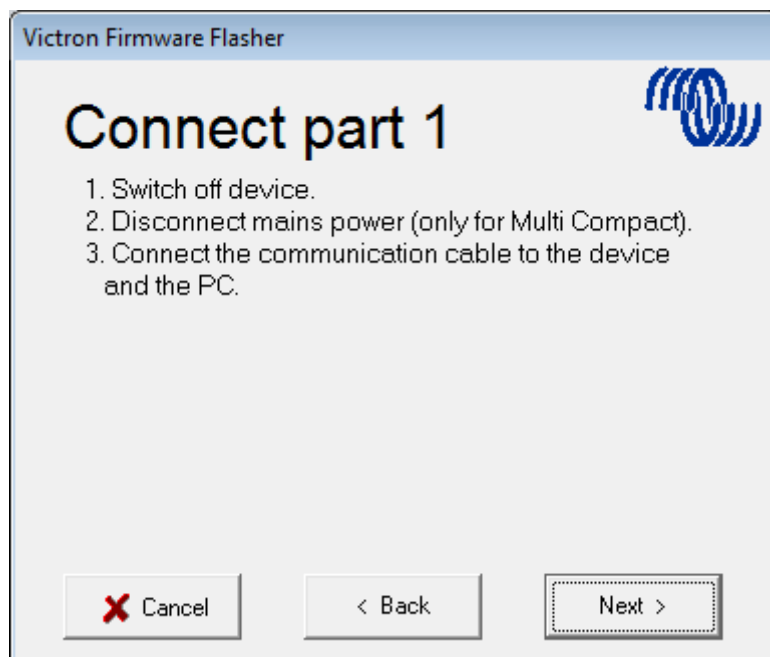 Victron Firmware Flasher
Connect part 1
1. Switch off device.
2. Disconnect mains power (only for Multi Compact).
3. Connect the communication cable to the device
and the PC.
Cancel
< Back
Next >